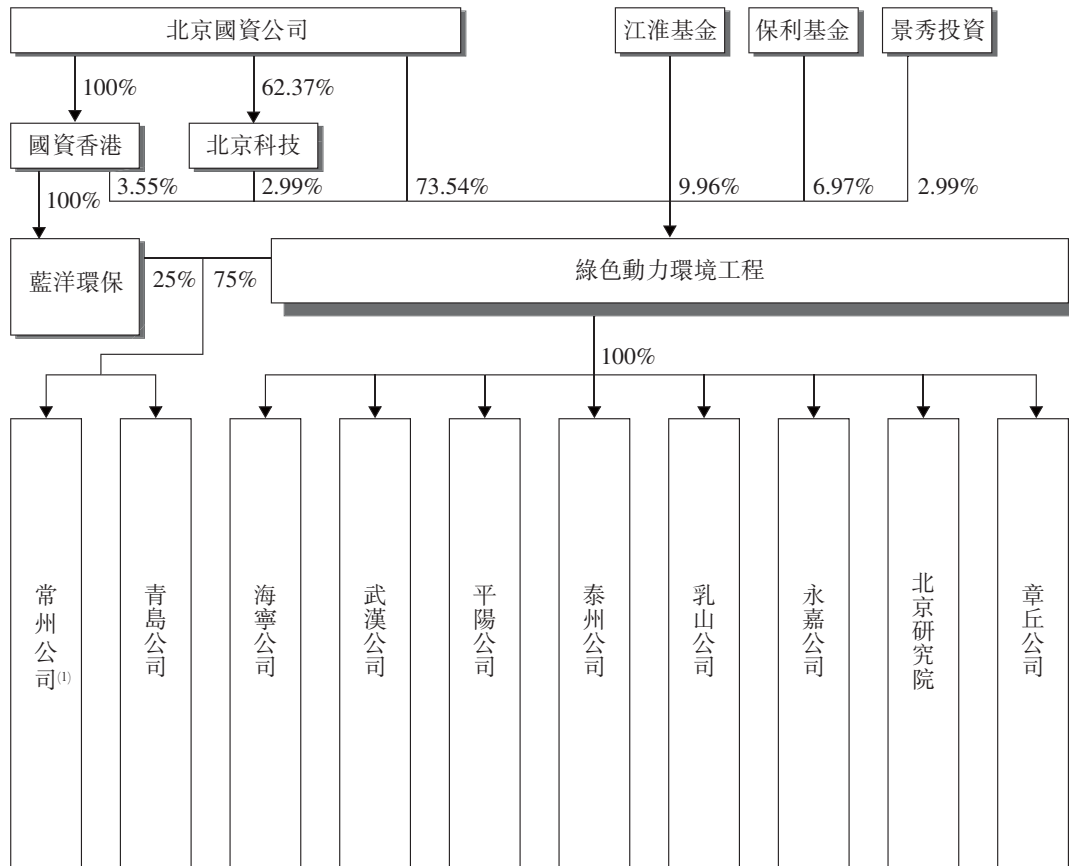 北京國資公司
江淮基金
保利基金
景秀投資
100%
62.37%
國資香港
北京科技
3.55%
2.99%
73.54%
9.96%
6.97%
2.99%
100%
藍洋環保
25%
75%
綠色動力環境工程
100%
常州公司(1)
青島公司
海寧公司
武漢公司
平陽公司
泰州公司
乳山公司
永嘉公司
北京研究院
章丘公司